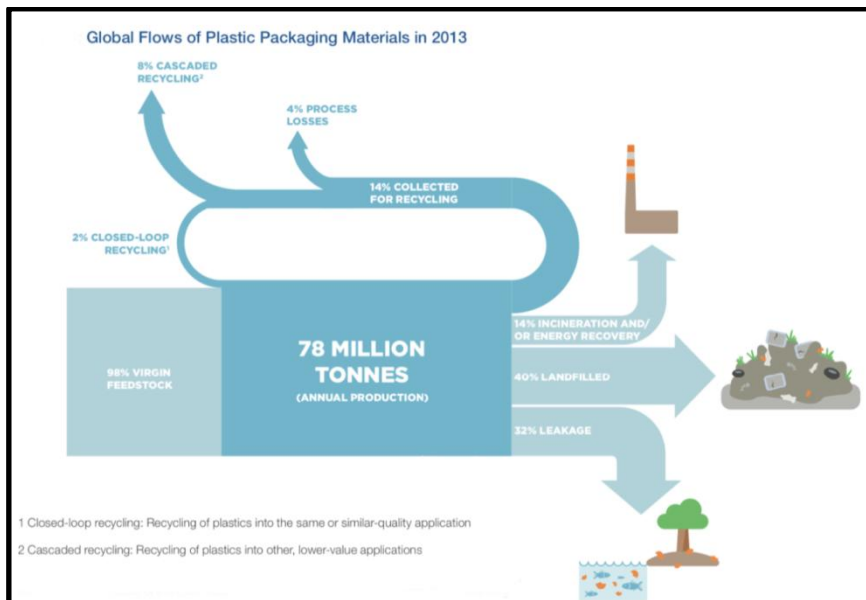 Global Flows of Plastic Packaging Materials in 2013
8% CASCADED
RECYCLING²
4% PROCESS
LOSSES
14% COLLECTED
FOR RECYCLING
2% CLOSED-LOOP
RECYCLING¹
98% VIRGIN
FEEDSTOCK
78 MILLION
TONNES
(ANNUAL PRODUCTION)
14% INCINERATION AND/
OR ENERGY RECOVERY
40% LANDFILLED
32% LEAKAGE
1 Closed-loop recycling: Recycling of plastics into the same or similar-quality application
2 Cascaded recycling: Recycling of plastics into other, lower-value applications